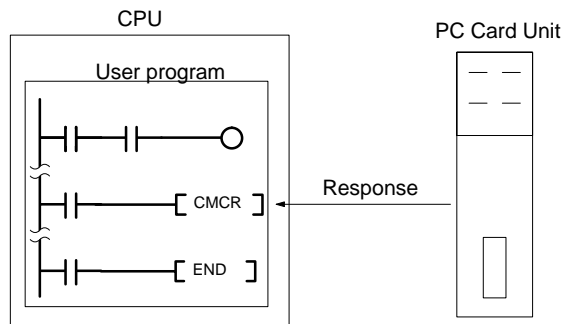 CPU
PC Card Unit
User program
CMCR
Response
END